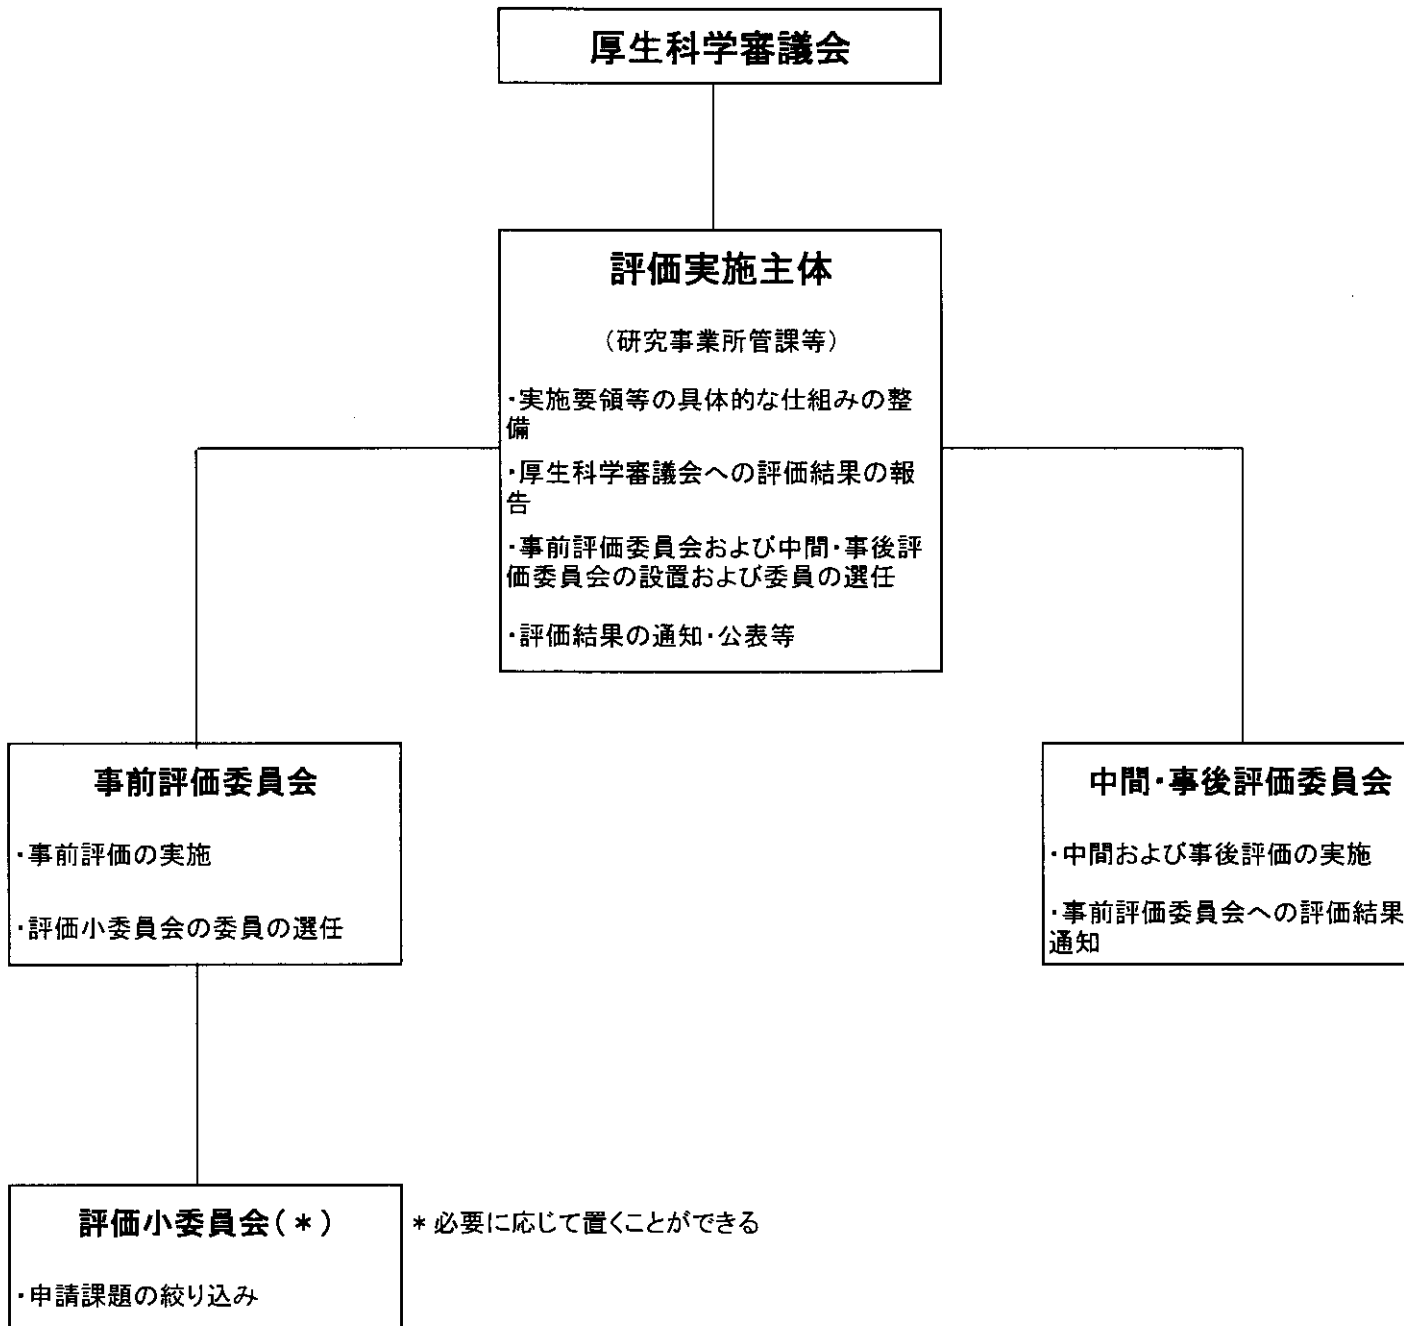 厚生科学審議会
評価実施主体
（研究事業所管課等）
・実施要領等の具体的な仕組みの整
備
・厚生科学審議会への評価結果の報
告
・事前評価委員会および中間・事後評
価委員会の設置および委員の選任
・評価結果の通知・公表等
事前評価委員会
・事前評価の実施
・評価小委員会の委員の選任
中間・事後評価委員会
・中間および事後評価の実施
・事前評価委員会への評価結果
通知
評価小委員会（＊）
＊必要に応じて置くことができる
・申請課題の絞り込み